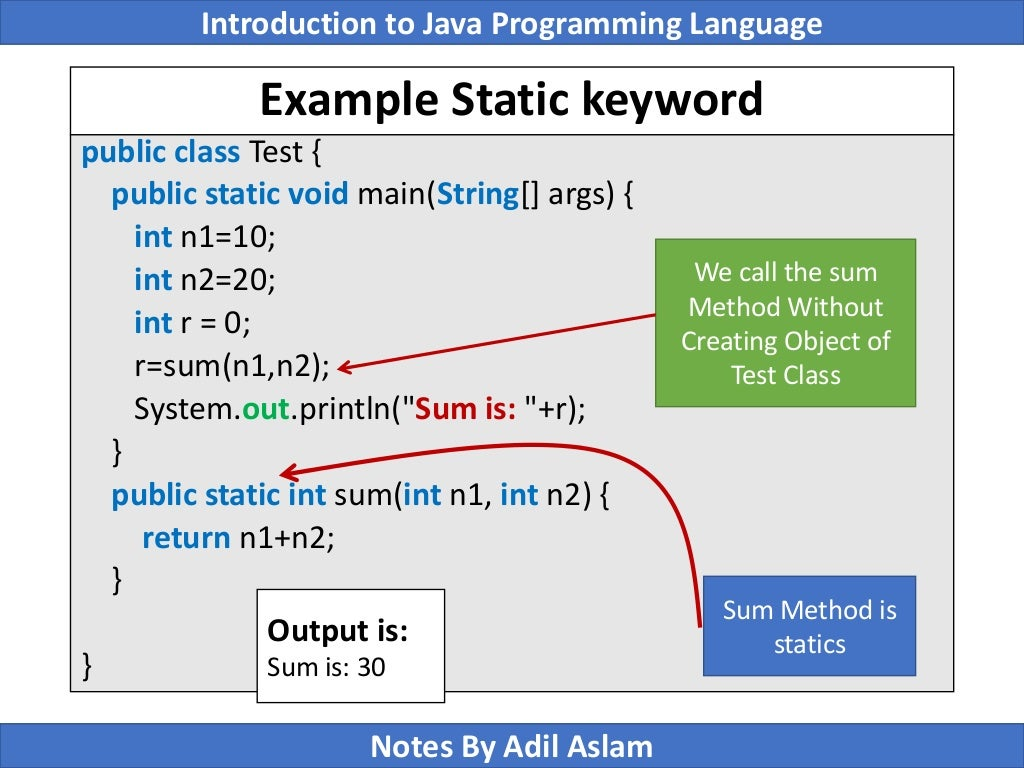 Introduction to Java Programming Language
Example Static keyword
public class Test {
public static void main(String[] args) {
int n1=10;
int n2=20;
int r = 0;
r=sum(n1,n2);
System.out.println("Sum is: "+r);
}
public static int sum(int n1, int n2) {
return n1+n2;
}
}
We call the sum
Method Without
Creating Object of
Test Class
Sum Method is
statics
Output is:
Sum is: 30
Notes By Adil Aslam